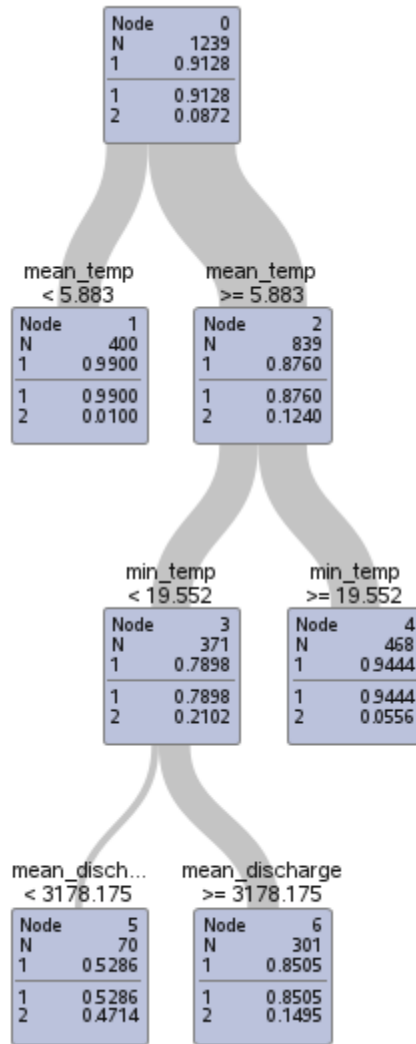 Node 0
N 1239
1 0.9128
1 0.9128
2 0.0872
mean_temp
< 5.883
mean_temp
>= 5.883
Node 1
N 400
1 0.9900
1 0.9900
2 0.0100
Node 2
N 839
1 0.8760
1 0.8760
2 0.1240
min_temp
< 19.552
min_temp
>= 19.552
Node 3
N 371
1 0.7898
1 0.7898
2 0.2102
Node 4
N 468
1 0.9444
1 0.9444
2 0.0556
mean_disch...
< 3178.175
mean_discharge
>= 3178.175
Node 5
N 70
1 0.5286
1 0.5286
2 0.4714
Node 6
N 301
1 0.8505
1 0.8505
2 0.1495